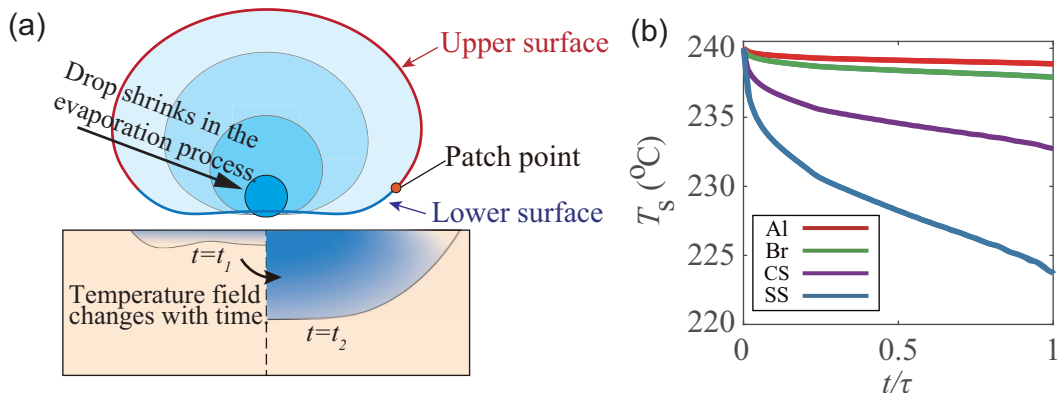 (a)
Upper surface
Drop shrinks in the
evaporation process.
Patch point
Lower surface
t=t1
Temperature field
changes with time.
t=t2
(b)
240
235
230
225
220
Ts (°C)
Al
Br
CS
SS
0
0.5
1
t/τ